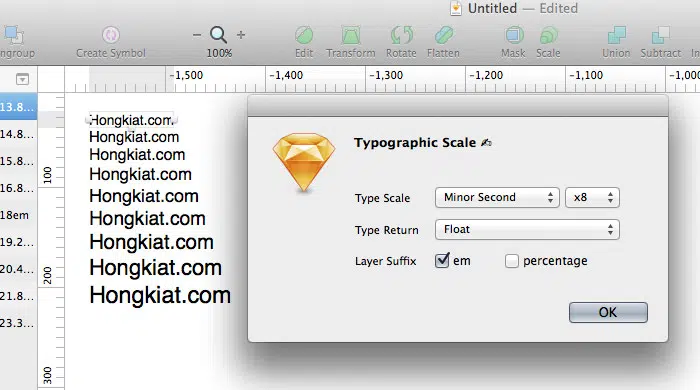 Untitled — Edited
ngroup
Create Symbol
100%
Edit
Transform
Rotate
Flatten
Mask
Scale
Union
Subtract
In
-1,500
-1,400
-1,300
-1,200
-1,100
-1,000
13.8...
14.8...
15.8...
16.8...
18em
19.2...
20.4...
21.8...
23.3...
100
200
300
Hongkiat.com
Hongkiat.com
Hongkiat.com
Hongkiat.com
Hongkiat.com
Hongkiat.com
Hongkiat.com
Hongkiat.com
Hongkiat.com
Typographic Scale ✍
Type Scale
Minor Second
x8
Type Return
Float
Layer Suffix
em
percentage
OK